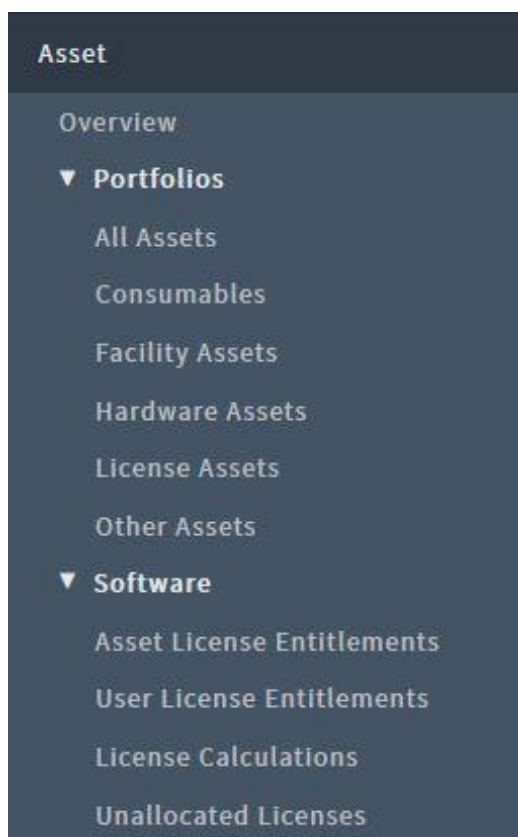 Asset
Overview
▼ Portfolios
All Assets
Consumables
Facility Assets
Hardware Assets
License Assets
Other Assets
▼ Software
Asset License Entitlements
User License Entitlements
License Calculations
Unallocated Licenses